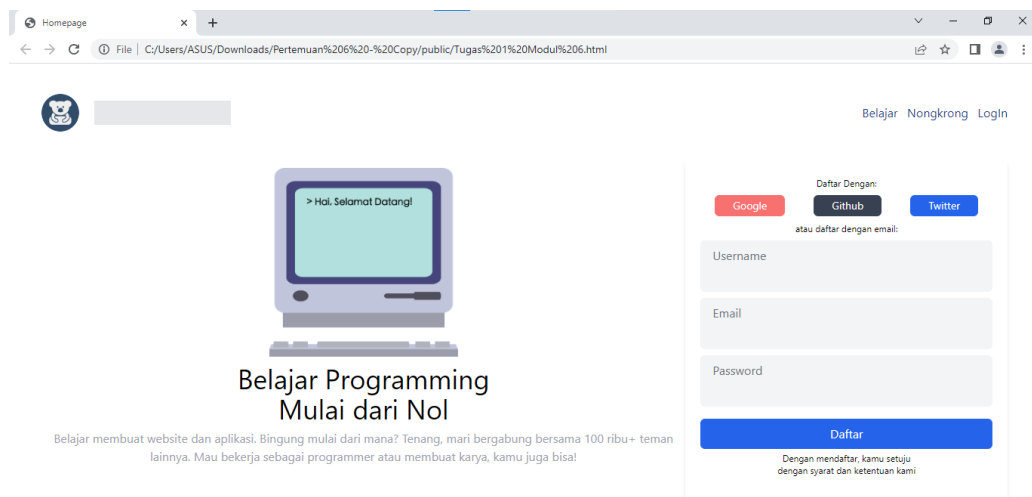 Homepage
File | C:/Users/ASUS/Downloads/Pertemuan%206%20-%20Copy/public/Tugas%201%20Modul%206.html
Belajar Nongkrong LogIn
> Hai, Selamat Datang!
Belajar Programming
Mulai dari Nol
Belajar membuat website dan aplikasi. Bingung mulai dari mana? Tenang, mari bergabung bersama 100 ribu+ teman
lainnya. Mau bekerja sebagai programmer atau membuat karya, kamu juga bisa!
Daftar Dengan:
Google Github Twitter
atau daftar dengan email:
Username
Email
Password
Daftar
Dengan mendaftar, kamu setuju
dengan syarat dan ketentuan kami